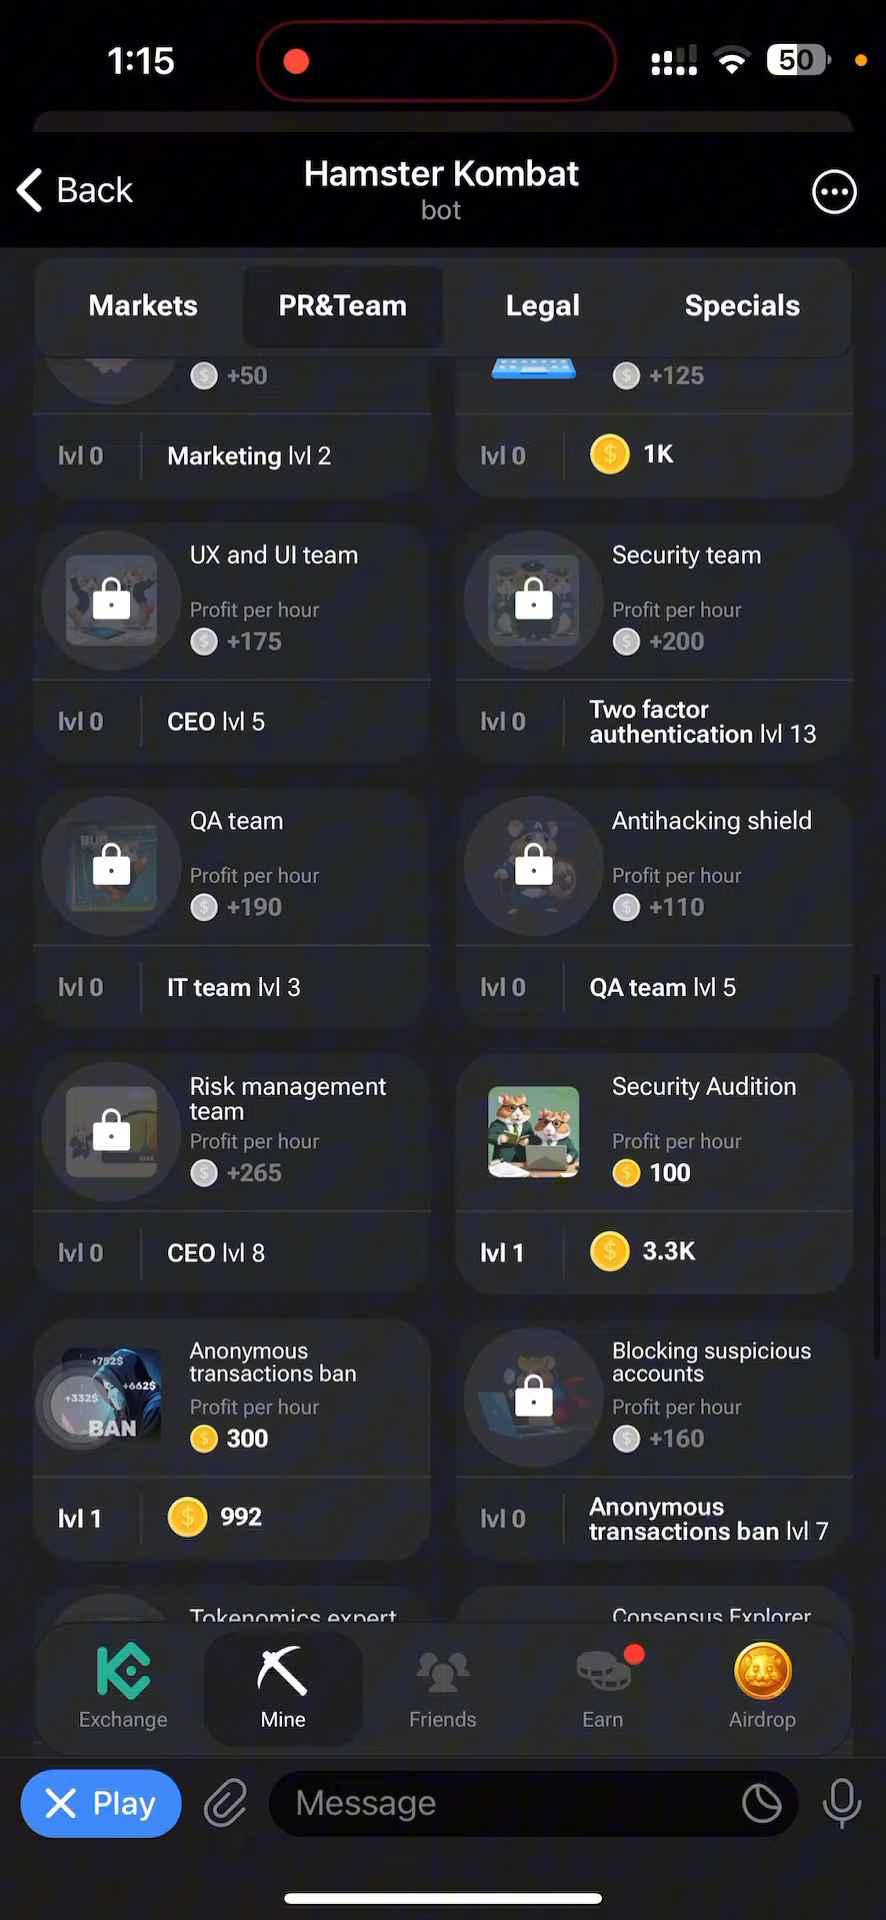 1:15
50
Back
Hamster Kombat
bot
Markets
PR&Team
Legal
Specials
+50
lvl 0
Marketing lvl 2
+125
lvl 0
1K
UX and UI team
Profit per hour
+175
lvl 0
CEO lvl 5
Security team
Profit per hour
+200
lvl 0
Two factor
authentication lvl 13
QA team
Profit per hour
+190
lvl 0
IT team lvl 3
Antihacking shield
Profit per hour
+110
lvl 0
QA team lvl 5
Risk management
team
Profit per hour
+265
lvl 0
CEO lvl 8
Security Audition
Profit per hour
100
lvl 1
3.3K
+752$
+662$
+332$
BAN
Anonymous
transactions ban
Profit per hour
300
lvl 1
992
Blocking suspicious
accounts
Profit per hour
+160
lvl 0
Anonymous
transactions ban lvl 7
Tokenomics expert
Consensus Explorer
Exchange
Mine
Friends
Earn
Airdrop
Play
Message